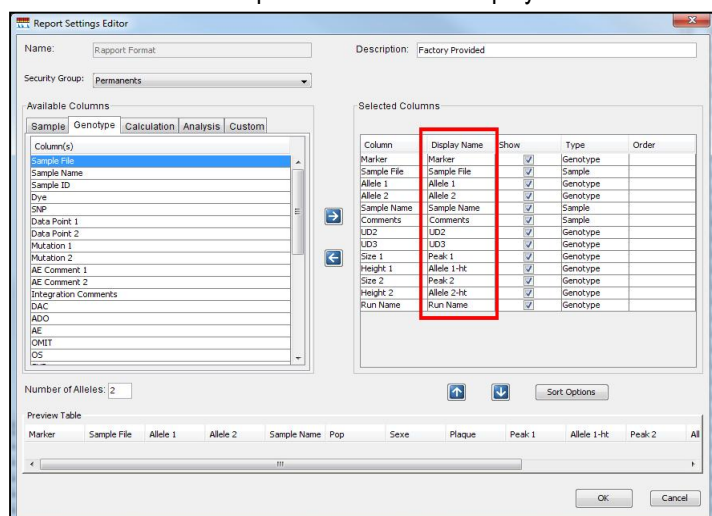 Report Settings Editor
Name: Rapport Format Description: Factory Provided
Security Group: Permanents
Available Columns
Sample Genotype Calculation Analysis Custom
Column(s)
Sample File
Sample Name
Sample ID
Dye
SNP
Data Point 1
Data Point 2
Mutation 1
Mutation 2
AE Comment 1
AE Comment 2
Integration Comments
DAC
ADO
AE
OMIT
OS
Selected Columns
Column Display Name Show Type Order
Marker Marker Genotype
Sample File Sample File Sample
Allele 1 Allele 1 Genotype
Allele 2 Allele 2 Genotype
Sample Name Sample Name Sample
Comments Comments Sample
UD2 UD2 Genotype
UD3 UD3 Genotype
Size 1 Peak 1 Genotype
Height 1 Allele 1-ht Genotype
Size 2 Peak 2 Genotype
Height 2 Allele 2-ht Genotype
Run Name Run Name Genotype
Number of Alleles: 2
Sort Options
Preview Table
Marker Sample File Allele 1 Allele 2 Sample Name Pop Sexe Plaque Peak 1 Allele 1-ht Peak 2 All
OK Cancel